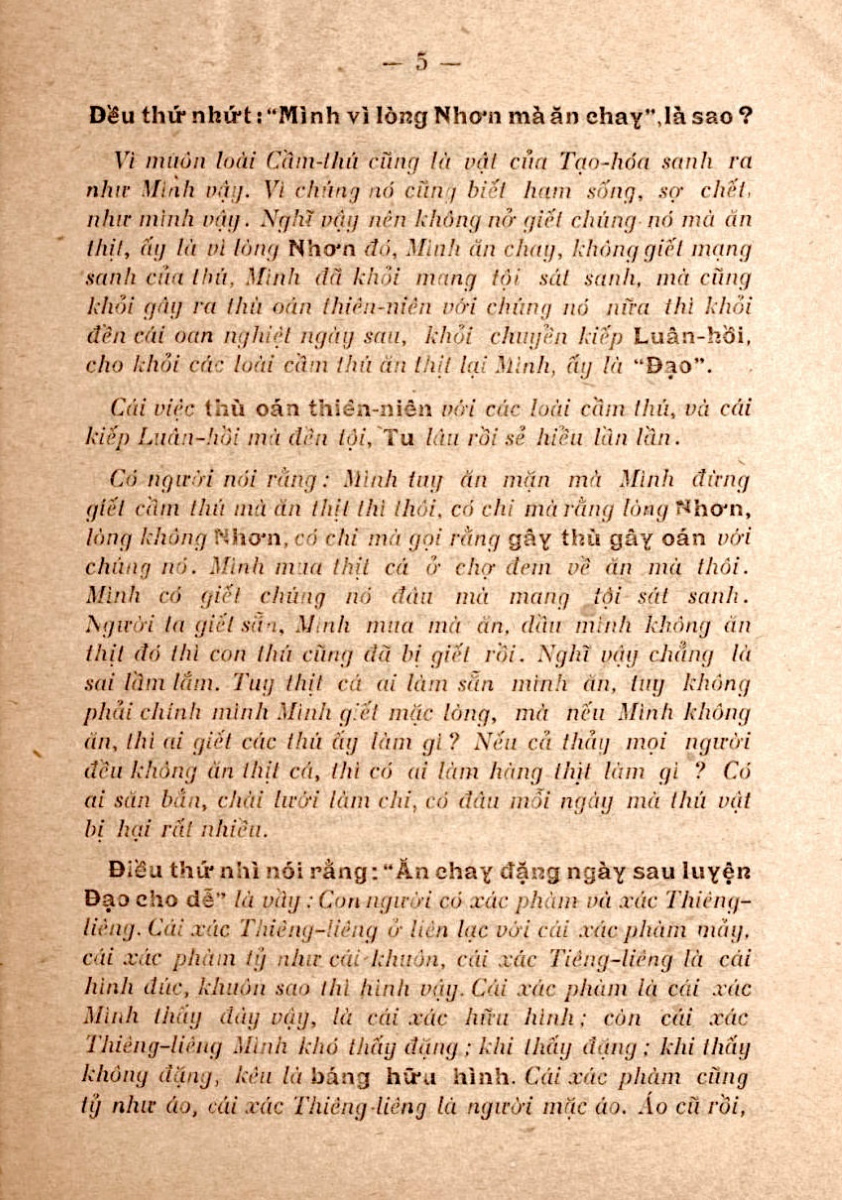 — 5 —
Dều thứ nhứt: “Mình vì lòng Nhơn mà ăn chay”, là sao ?
Vì muôn loài Cầm-thú cũng là vật của Tạo-hóa sanh ra
như Mình vậy. Vì chúng nó cũng biết ham sống, sợ chết,
như mình vậy. Nghĩ vậy nên không nở giết chúng nó mà ăn
thịt, ấy là vì lòng Nhơn đó, Mình ăn chay, không giết mạng
sanh của thú, Mình đã khỏi mang tội sát sanh, mà cũng
khỏi gây ra thù oán thiên-niên với chúng nó nữa thì khỏi
đền cái oan nghiệt ngày sau, khỏi chuyển kiếp Luân-hồi,
cho khỏi các loài cầm thú ăn thịt lại Mình, ấy là “Đạo”.
Cái việc thù oán thiên-niên với các loài cầm thú, và cái
kiếp Luân-hồi mà đền tội, Tu lâu rồi sẻ hiểu lần lần.
Có người nói rằng : Mình tuy ăn mặn mà Mình đừng
giết cầm thú mà ăn thịt thì thôi, có chi mà rằng lòng Nhơn,
lòng không Nhơn, có chi mà gọi rằng gây thù gây oán với
chúng nó. Mình mua thịt cá ở chợ đem về ăn mà thôi.
Mình có giết chúng nó đâu mà mang tội sát sanh.
Người ta giết sẵn, Mình mua mà ăn, dầu mình không ăn
thịt đó thì con thú cũng đã bị giết rồi. Nghĩ vậy chẳng là
sai lầm lắm. Tuy thịt cá ai làm sẵn mình ăn, tuy không
phải chính mình Mình giết mặc lòng, mà nếu Mình không
ăn, thì ai giết các thú ấy làm gì ? Nếu cả thảy mọi người
đều không ăn thịt cá, thì có ai làm hàng thịt làm gì ? Có
ai săn bắn, chài lưới làm chi, có đâu mỗi ngày mà thú vật
bị hại rất nhiều.
Điều thứ nhì nói rằng : “Ăn chay đặng ngày sau luyện
Đạo cho dễ” là vầy : Con người có xác phàm và xác Thiêng-
liêng. Cái xác Thiêng-liêng ở liên lạc với cái xác phàm mảy,
cái xác phàm tỷ như cái khuôn, cái xác Tiêng-liêng là cái
hình đúc, khuôn sao thì hình vậy. Cái xác phàm là cái xác
Mình thấy đây vậy, là cái xác hữu hình ; còn cái xác
Thiêng-liêng Mình khó thấy đặng ; khi thấy đặng ; khi thấy
không đặng, kêu là báng hữu hình. Cái xác phàm cũng
tỷ như áo, cái xác Thiêng-liêng là người mặc áo. Áo cũ rồi,